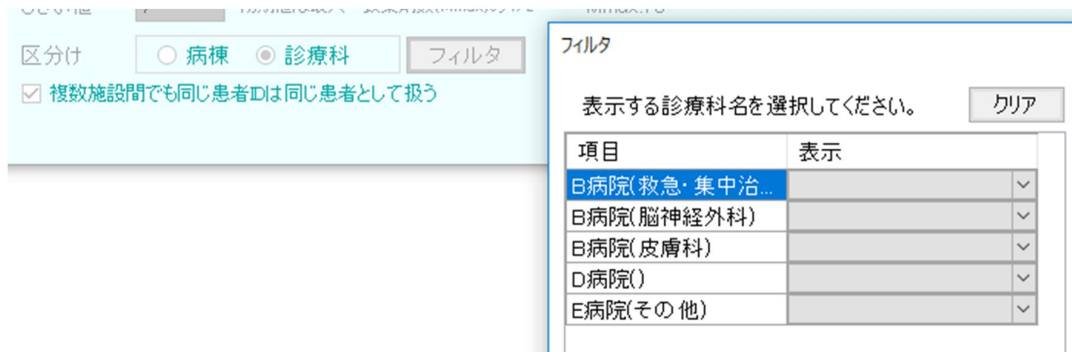 区分け
病棟
診療科
フィルタ
複数施設間でも同じ患者IDは同じ患者として扱う
フィルタ
表示する診療科名を選択してください。
クリア
項目
表示
B病院(救急・集中治...
B病院(脳神経外科)
B病院(皮膚科)
D病院()
E病院(その他)